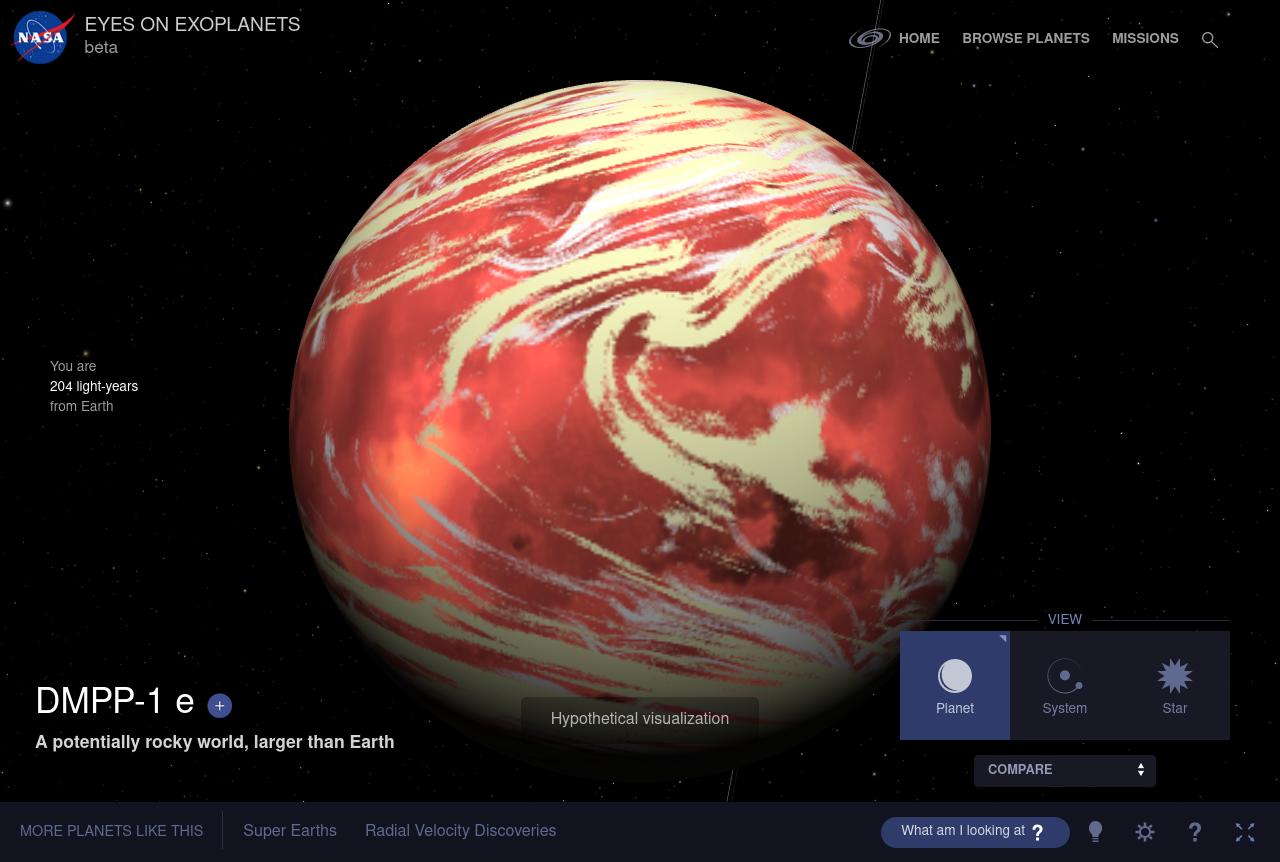 NASA
EYES ON EXOPLANETS
beta
HOME
BROWSE PLANETS
MISSIONS
You are
204 light-years
from Earth
VIEW
Planet
System
Star
DMPP-1 e +
A potentially rocky world, larger than Earth
Hypothetical visualization
COMPARE
MORE PLANETS LIKE THIS
Super Earths
Radial Velocity Discoveries
What am I looking at ?
?